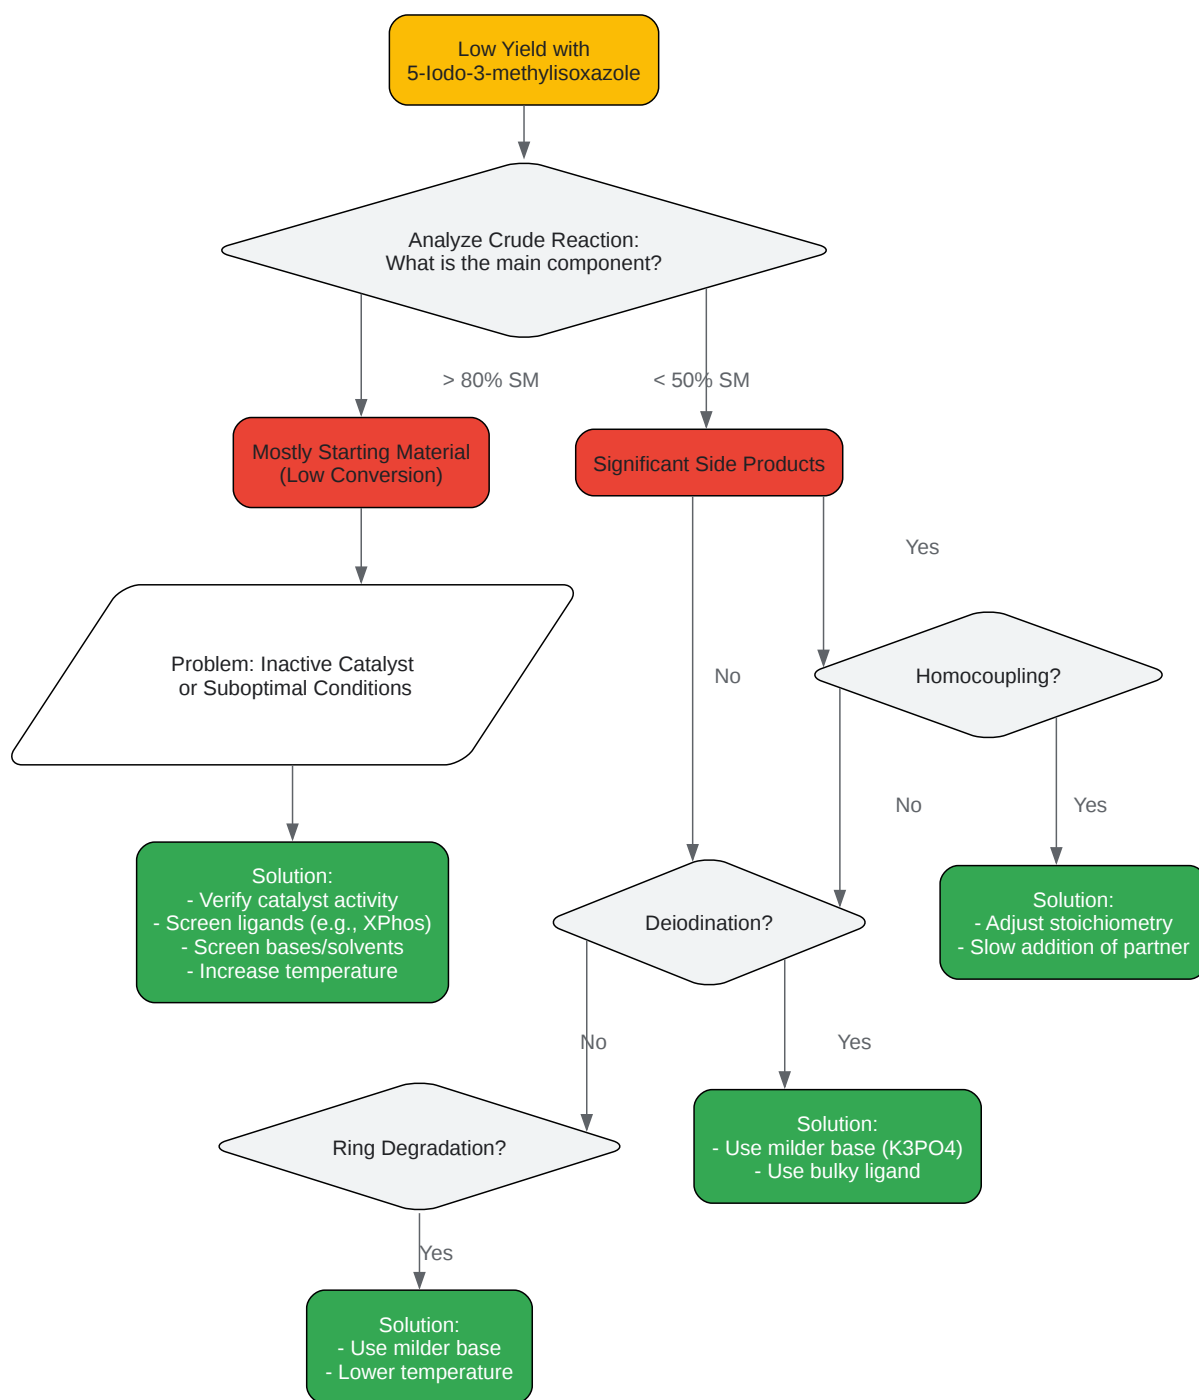 Low Yield with
5-Iodo-3-methylisoxazole
Analyze Crude Reaction:
What is the main component?
> 80% SM
< 50% SM
Mostly Starting Material
(Low Conversion)
Significant Side Products
Yes
Problem: Inactive Catalyst
or Suboptimal Conditions
No
Homocoupling?
No
Yes
Solution:
- Verify catalyst activity
- Screen ligands (e.g., XPhos)
- Screen bases/solvents
- Increase temperature
Deiodination?
Solution:
- Adjust stoichiometry
- Slow addition of partner
No
Yes
Ring Degradation?
Solution:
- Use milder base (K3PO4)
- Use bulky ligand
Yes
Solution:
- Use milder base
- Lower temperature